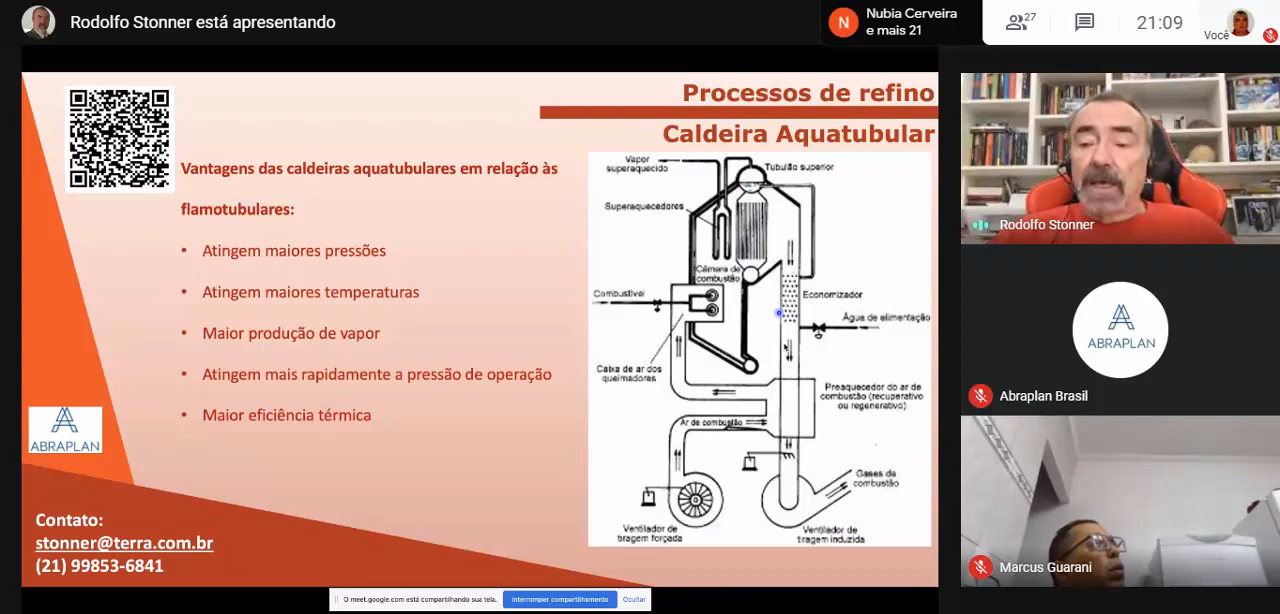 Rodolfo Stonner está apresentando
N
Nubia Cerveira
e mais 21
27
21:09
Você
Processos de refino
Caldeira Aquatubular
Vantagens das caldeiras aquatubulares em relação às
flamotubulares:
• Atingem maiores pressões
• Atingem maiores temperaturas
• Maior produção de vapor
• Atingem mais rapidamente a pressão de operação
• Maior eficiência térmica
ABRAPLAN
Contato:
stonner@terra.com.br
(21) 99853-6841
Vapor
superaquecido
Tubulão superior
Superaquecedores
Câmera de
combustão
Combustível
Economizador
Água de alimentação
Caixa de ar dos
queimadores
Preaquecedor do ar de
combustão (recuperativo
ou regenerativo)
Ar de combustão
Gases de
combustão
Ventilador de
tiragem forçada
Ventilador de
tiragem induzida
Rodolfo Stonner
ABRAPLAN
Abraplan Brasil
Marcus Guarani
O meet.google.com está compartilhando sua tela.
Interromper compartilhamento
Ocultar